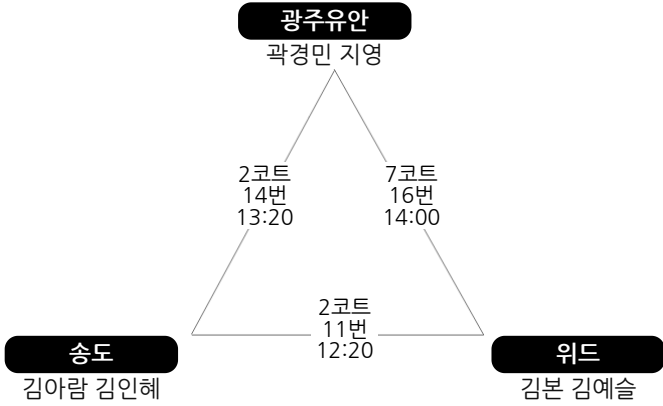 광주유안
곽경민 지영
2코트
14번
13:20
7코트
16번
14:00
2코트
11번
12:20
송도
김아람 김인혜
위드
김본 김예슬